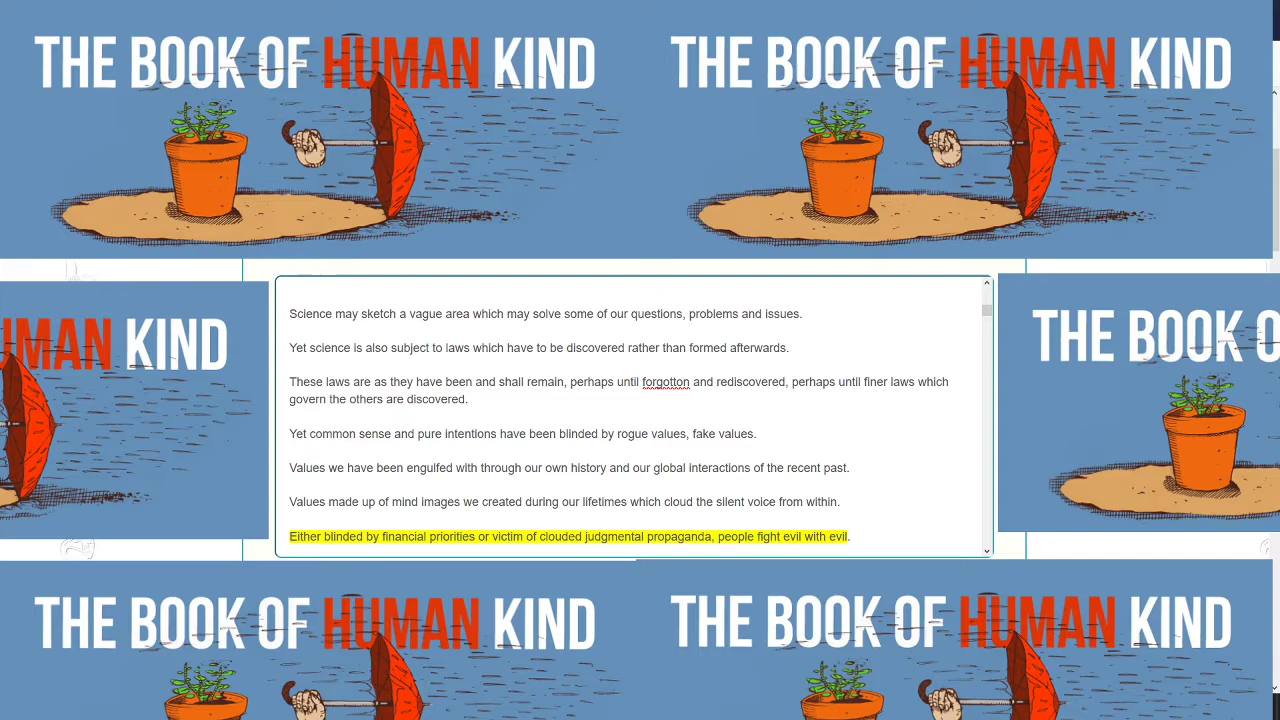 THE BOOK OF HUMAN KIND
THE BOOK OF HUMAN KIND
Science may sketch a vague area which may solve some of our questions, problems and issues.
Yet science is also subject to laws which have to be discovered rather than formed afterwards.
These laws are as they have been and shall remain, perhaps until forgotton and rediscovered, perhaps until finer laws which
govern the others are discovered.
Yet common sense and pure intentions have been blinded by rogue values, fake values.
Values we have been engulfed with through our own history and our global interactions of the recent past.
Values made up of mind images we created during our lifetimes which cloud the silent voice from within.
Either blinded by financial priorities or victim of clouded judgmental propaganda, people fight evil with evil.
UMAN KIND
THE BOOK O
THE BOOK OF HUMAN KIND
THE BOOK OF HUMAN KIND